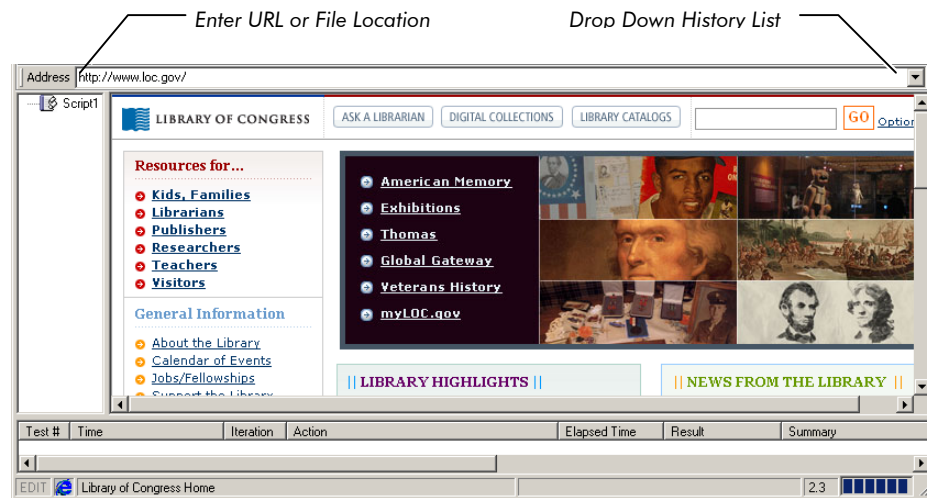 Enter URL or File Location
Drop Down History List
Address http://www.loc.gov/
Script1
LIBRARY OF CONGRESS
ASK A LIBRARIAN
DIGITAL COLLECTIONS
LIBRARY CATALOGS
GO
Option
Resources for...
Kids, Families
Librarians
Publishers
Researchers
Teachers
Visitors
General Information
About the Library
Calendar of Events
Jobs/Fellowships
Support the Library
American Memory
Exhibitions
Thomas
Global Gateway
Veterans History
myLOC.gov
|| LIBRARY HIGHLIGHTS ||
|| NEWS FROM THE LIBRARY ||
Test # Time Iteration Action Elapsed Time Result Summary
EDIT Library of Congress Home 2.3